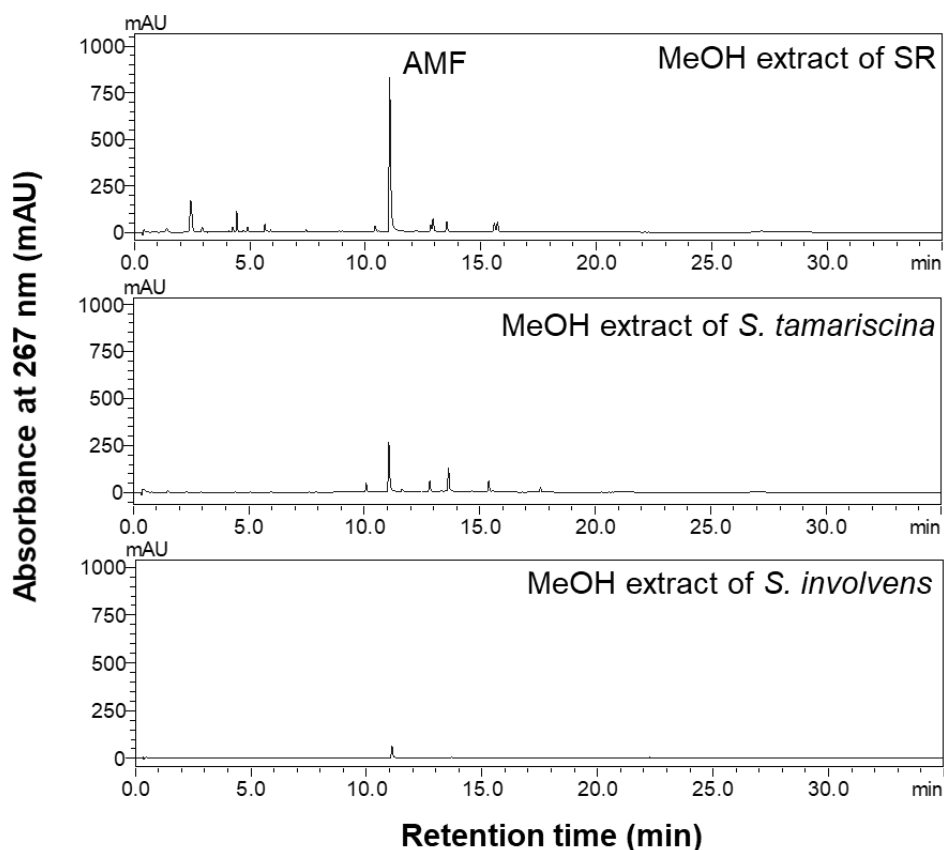 Absorbance at 267 nm (mAU)
mAU
1000
750
500
250
0
AMF
MeOH extract of SR
0.0 5.0 10.0 15.0 20.0 25.0 30.0 min
mAU
1000
750
500
250
0
MeOH extract of S. tamariscina
0.0 5.0 10.0 15.0 20.0 25.0 30.0 min
mAU
1000
750
500
250
0
MeOH extract of S. involvens
0.0 5.0 10.0 15.0 20.0 25.0 30.0 min
Retention time (min)